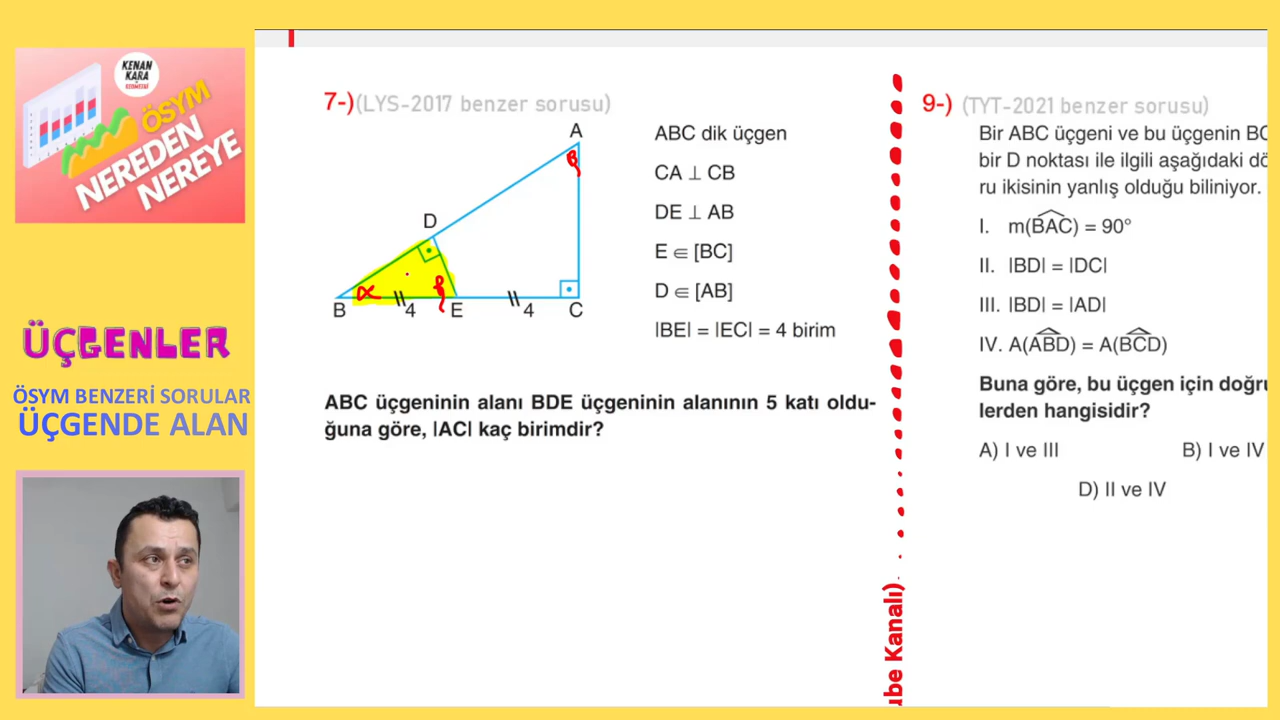 KENAN
KARA
ÖSYM
NEREDEN
NEREYE
ÜÇGENLER
ÖSYM BENZERİ SORULAR
ÜÇGENDE ALAN
7-) (LYS-2017 benzer sorusu)
A
β
D
α
β
B
4
E
4
C
ABC dik üçgen
CA ⊥ CB
DE ⊥ AB
E ∈ [BC]
D ∈ [AB]
|BE| = |EC| = 4 birim
ABC üçgeninin alanı BDE üçgeninin alanının 5 katı oldu-
ğuna göre, |AC| kaç birimdir?
ube Kanalı)
9-) (TYT-2021 benzer sorusu)
Bir ABC üçgeni ve bu üçgenin BC
bir D noktası ile ilgili aşağıdaki dö
ru ikisinin yanlış olduğu biliniyor.
I. m(BAC) = 90°
II. |BD| = |DC|
III. |BD| = |AD|
IV. A(ABD) = A(BCD)
Buna göre, bu üçgen için doğru
lerden hangisidir?
A) I ve III
B) I ve IV
D) II ve IV